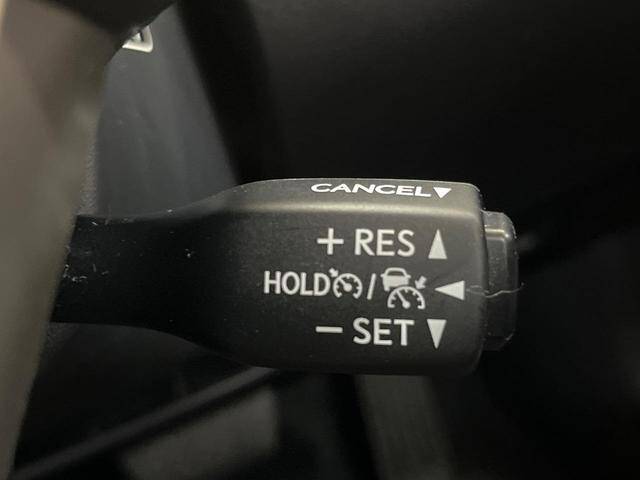 CANCEL▼
+ RES ▲
HOLD / ◀
− SET ▼